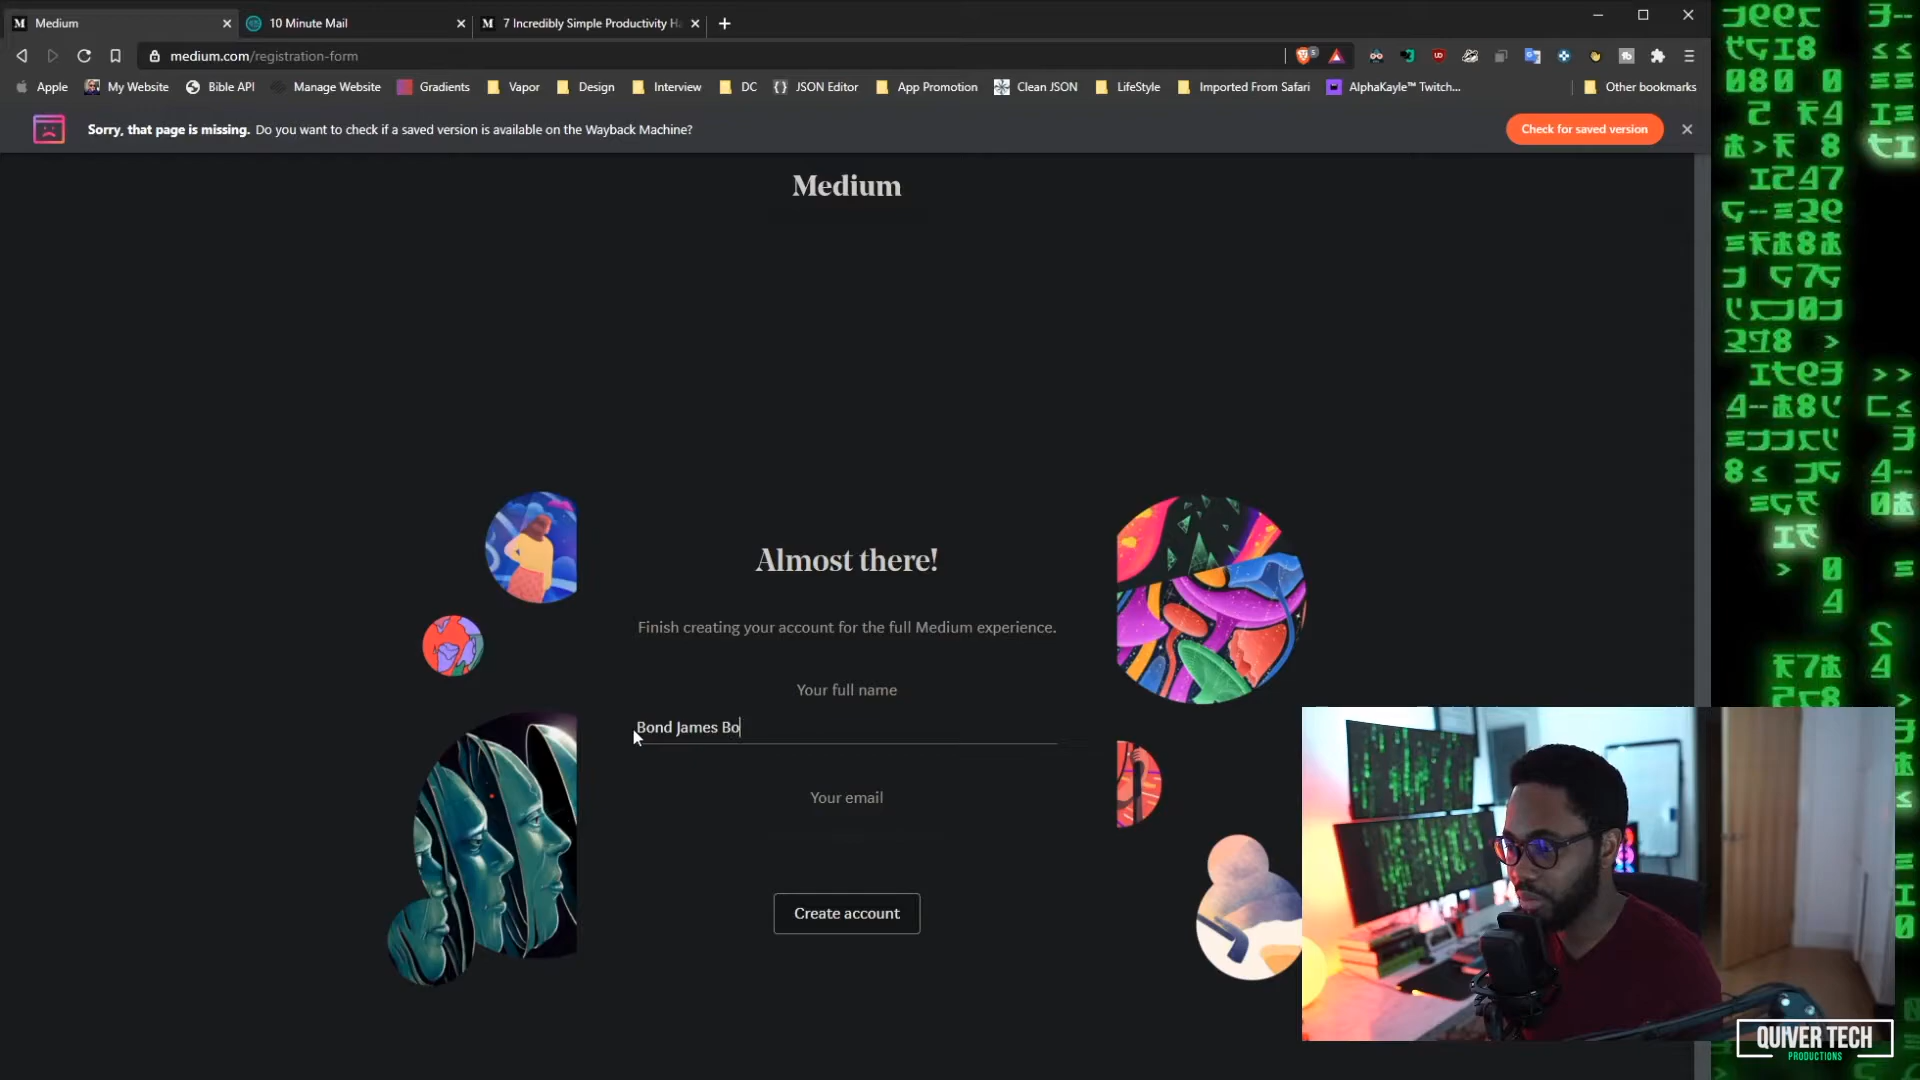 Medium
10 Minute Mail
7 Incredibly Simple Productivity Ha
medium.com/registration-form
5
UD
Apple
My Website
Bible API
Manage Website
Gradients
Vapor
Design
Interview
DC
JSON Editor
App Promotion
Clean JSON
LifeStyle
Imported From Safari
AlphaKayle™ Twitch...
Other bookmarks
Sorry, that page is missing. Do you want to check if a saved version is available on the Wayback Machine?
Check for saved version
Medium
Almost there!
Finish creating your account for the full Medium experience.
Your full name
Bond James Bo
Your email
Create account
QUIVER TECH
PRODUCTIONS